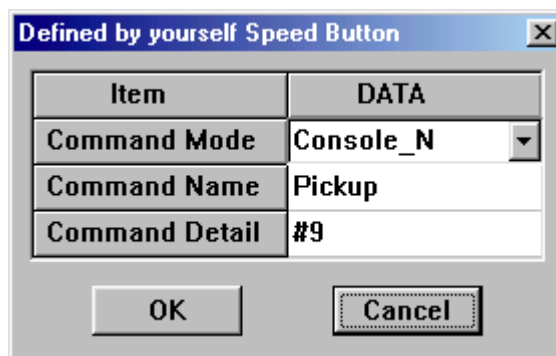 Defined by yourself Speed Button
Item DATA
Command Mode Console_N
Command Name Pickup
Command Detail #9
OK Cancel